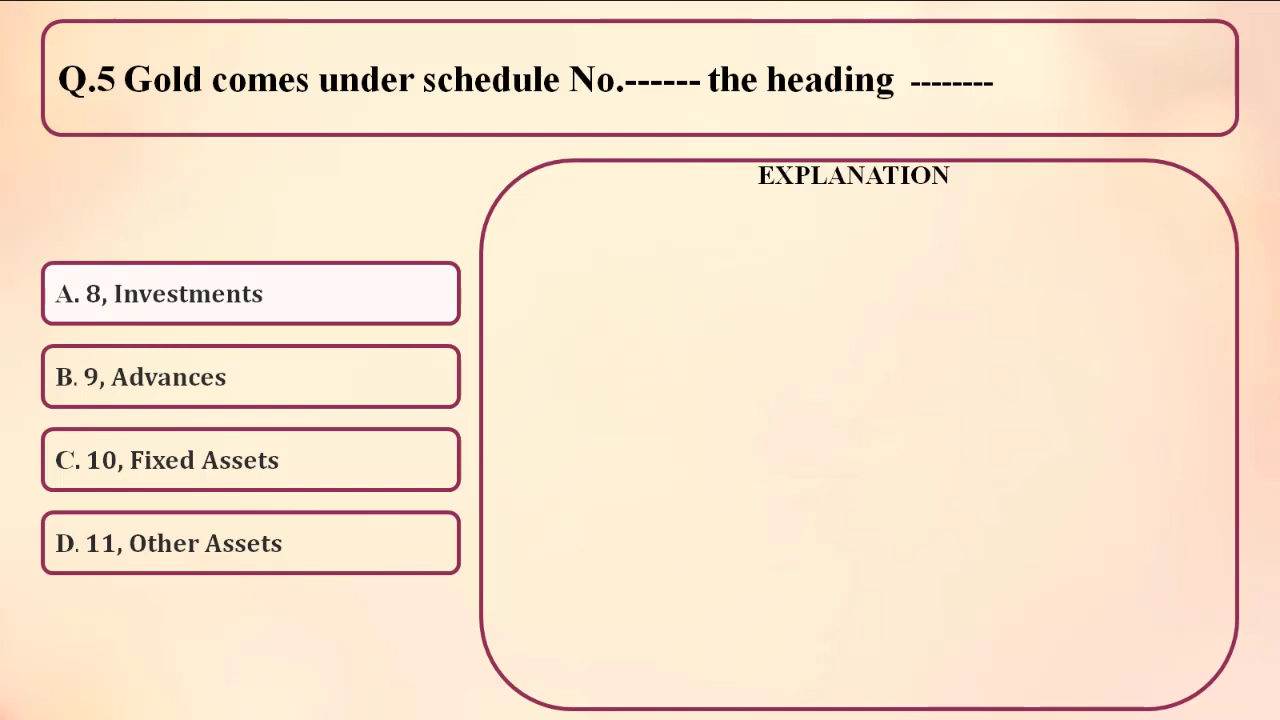 Q.5 Gold comes under schedule No.------ the heading --------
EXPLANATION
A. 8, Investments
B. 9, Advances
C. 10, Fixed Assets
D. 11, Other Assets